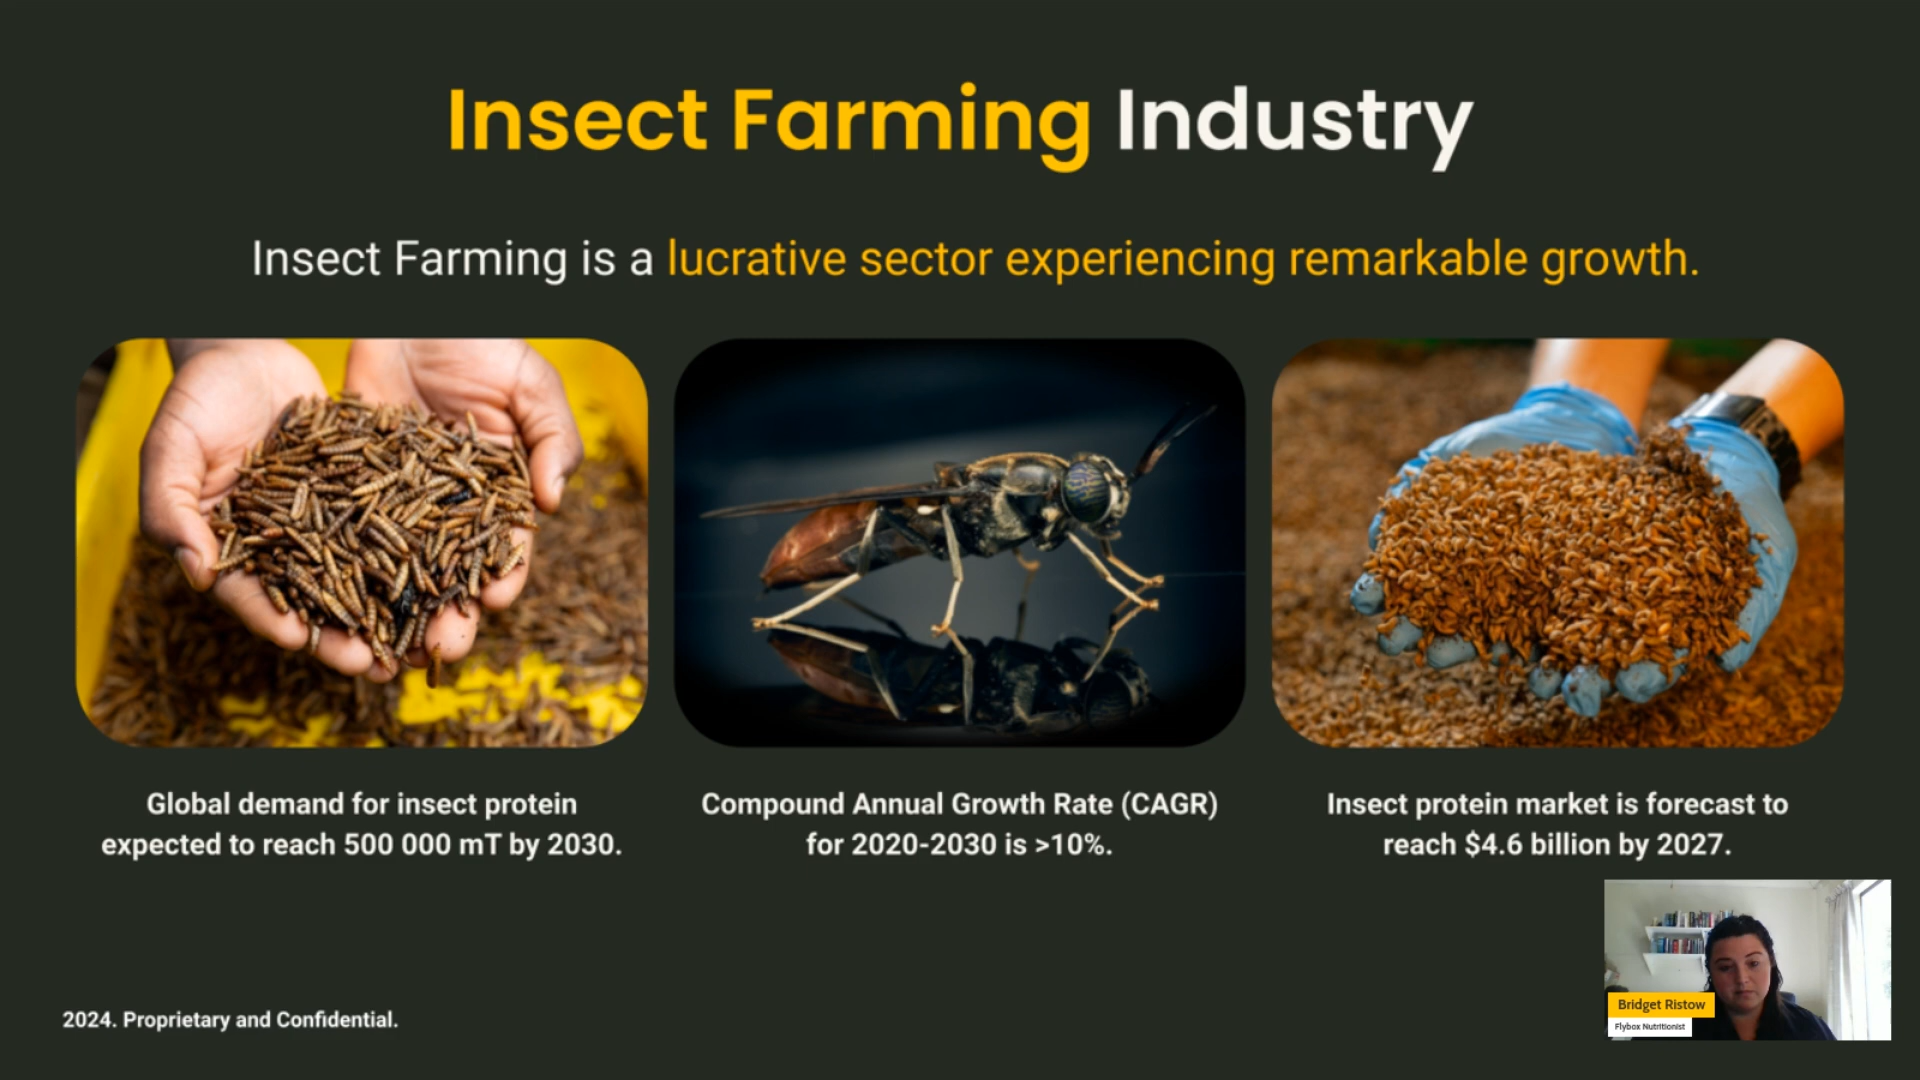 Insect Farming Industry
Insect Farming is a lucrative sector experiencing remarkable growth.
Global demand for insect protein
expected to reach 500 000 mT by 2030.
Compound Annual Growth Rate (CAGR)
for 2020-2030 is >10%.
Insect protein market is forecast to
reach $4.6 billion by 2027.
Bridget Ristow
Flybox Nutritionist
2024. Proprietary and Confidential.